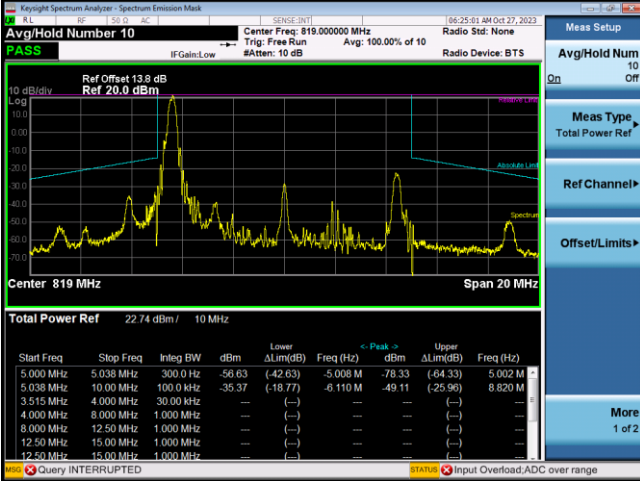 Keysight Spectrum Analyzer - Spectrum Emission Mask
RL RF 50 Ω AC SENSE:INT 06:25:01 AM Oct 27, 2023
Avg/Hold Number 10
Center Freq: 819.000000 MHz
Radio Std: None
PASS
Trig: Free Run
Avg: 100.00% of 10
IFGain:Low
#Atten: 10 dB
Radio Device: BTS
Ref Offset 13.8 dB
10 dB/div Ref 20.0 dBm
Log
Relative Limit
10.0
0.00
-10.0
Absolute Limit
-20.0
-30.0
-40.0
Spectrum
-50.0
-60.0
-70.0
Center 819 MHz Span 20 MHz
Total Power Ref 22.74 dBm / 10 MHz
Lower <- Peak -> Upper
Start Freq Stop Freq Integ BW dBm ΔLim(dB) Freq (Hz) dBm ΔLim(dB) Freq (Hz)
5.000 MHz 5.038 MHz 300.0 Hz -56.63 (-42.63) -5.008 M -78.33 (-64.33) 5.002 M
5.038 MHz 10.00 MHz 100.0 kHz -35.37 (-18.77) -6.110 M -49.11 (-25.96) 8.820 M
3.515 MHz 4.000 MHz 30.00 kHz --- (---) --- --- (---) ---
4.000 MHz 8.000 MHz 1.000 MHz --- (---) --- --- (---) ---
8.000 MHz 12.50 MHz 1.000 MHz --- (---) --- --- (---) ---
12.50 MHz 15.00 MHz 1.000 MHz --- (---) --- --- (---) ---
12.50 MHz 15.00 MHz 1.000 MHz --- (---) --- --- (---) ---
MSG Query INTERRUPTED
STATUS Input Overload;ADC over range
Meas Setup
Avg/Hold Num
10
On Off
Meas Type
Total Power Ref
Ref Channel
Offset/Limits
More
1 of 2